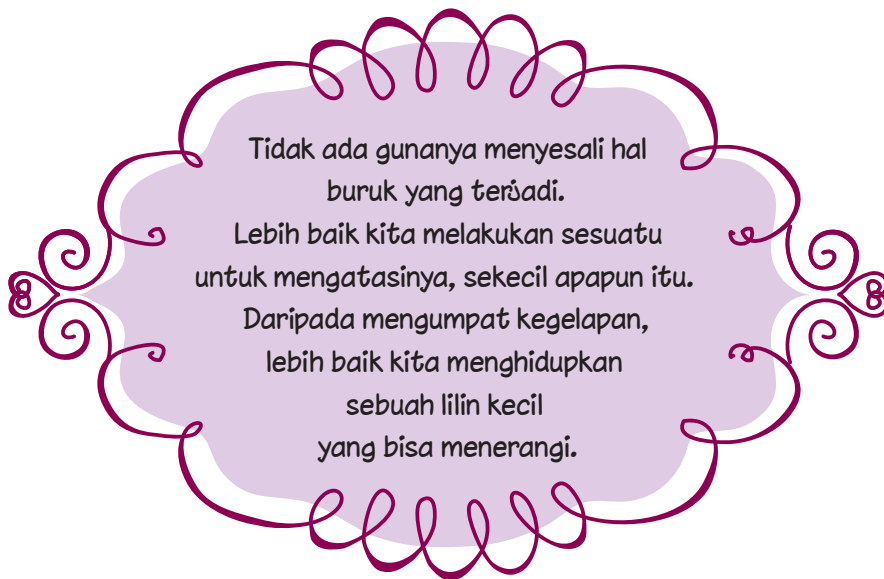 Tidak ada gunanya menyesali hal
buruk yang terjadi.
Lebih baik kita melakukan sesuatu
untuk mengatasinya, sekecil apapun itu.
Daripada mengumpat kegelapan,
lebih baik kita menghidupkan
sebuah lilin kecil
yang bisa menerangi.